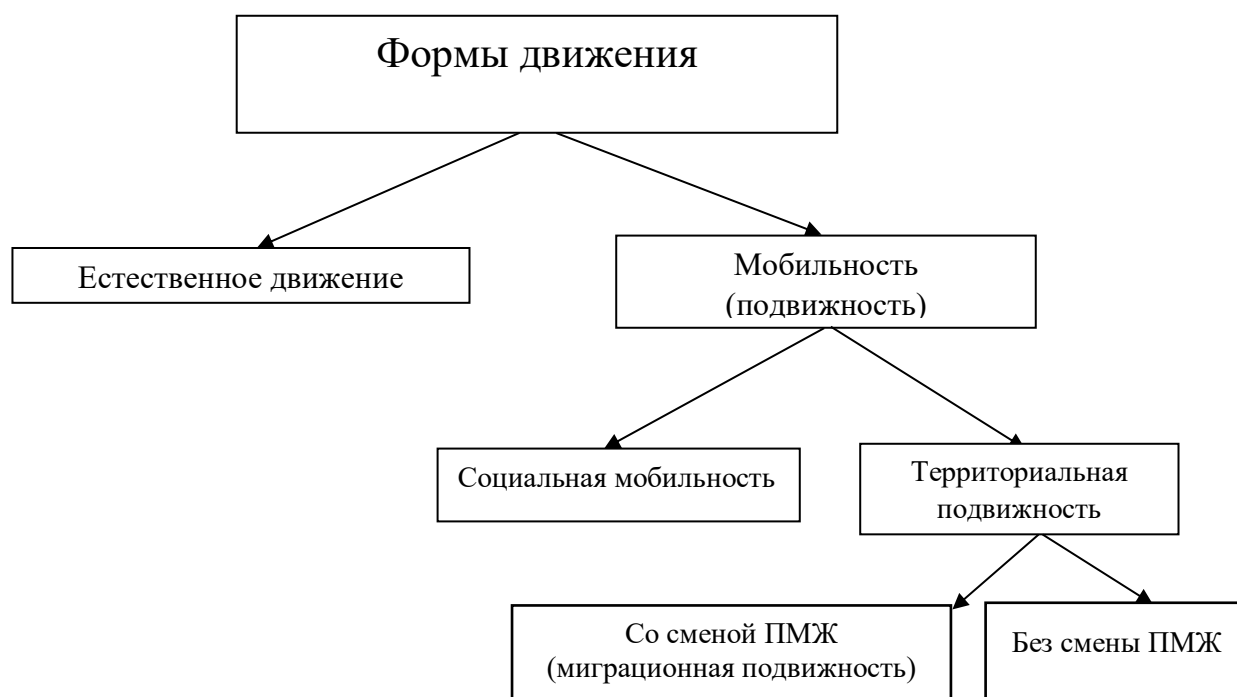 Формы движения
Естественное движение
Мобильность
(подвижность)
Социальная мобильность
Территориальная
подвижность
Со сменой ПМЖ
(миграционная подвижность)
Без смены ПМЖ